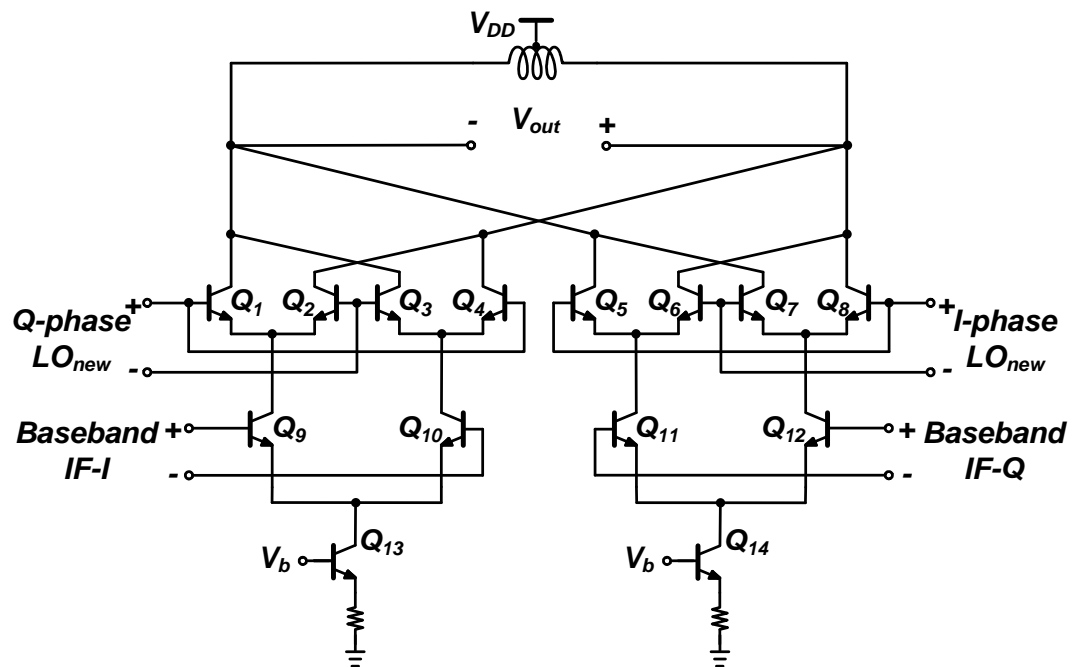 V_DD
- V_out +
Q_1 Q_2 Q_3 Q_4 Q_5 Q_6 Q_7 Q_8
+ +
Q-phase
LO_new
-
I-phase
LO_new
-
Q_9 Q_10 Q_11 Q_12
Baseband +
IF-I -
+ Baseband
- IF-Q
Q_13 Q_14
V_b V_b